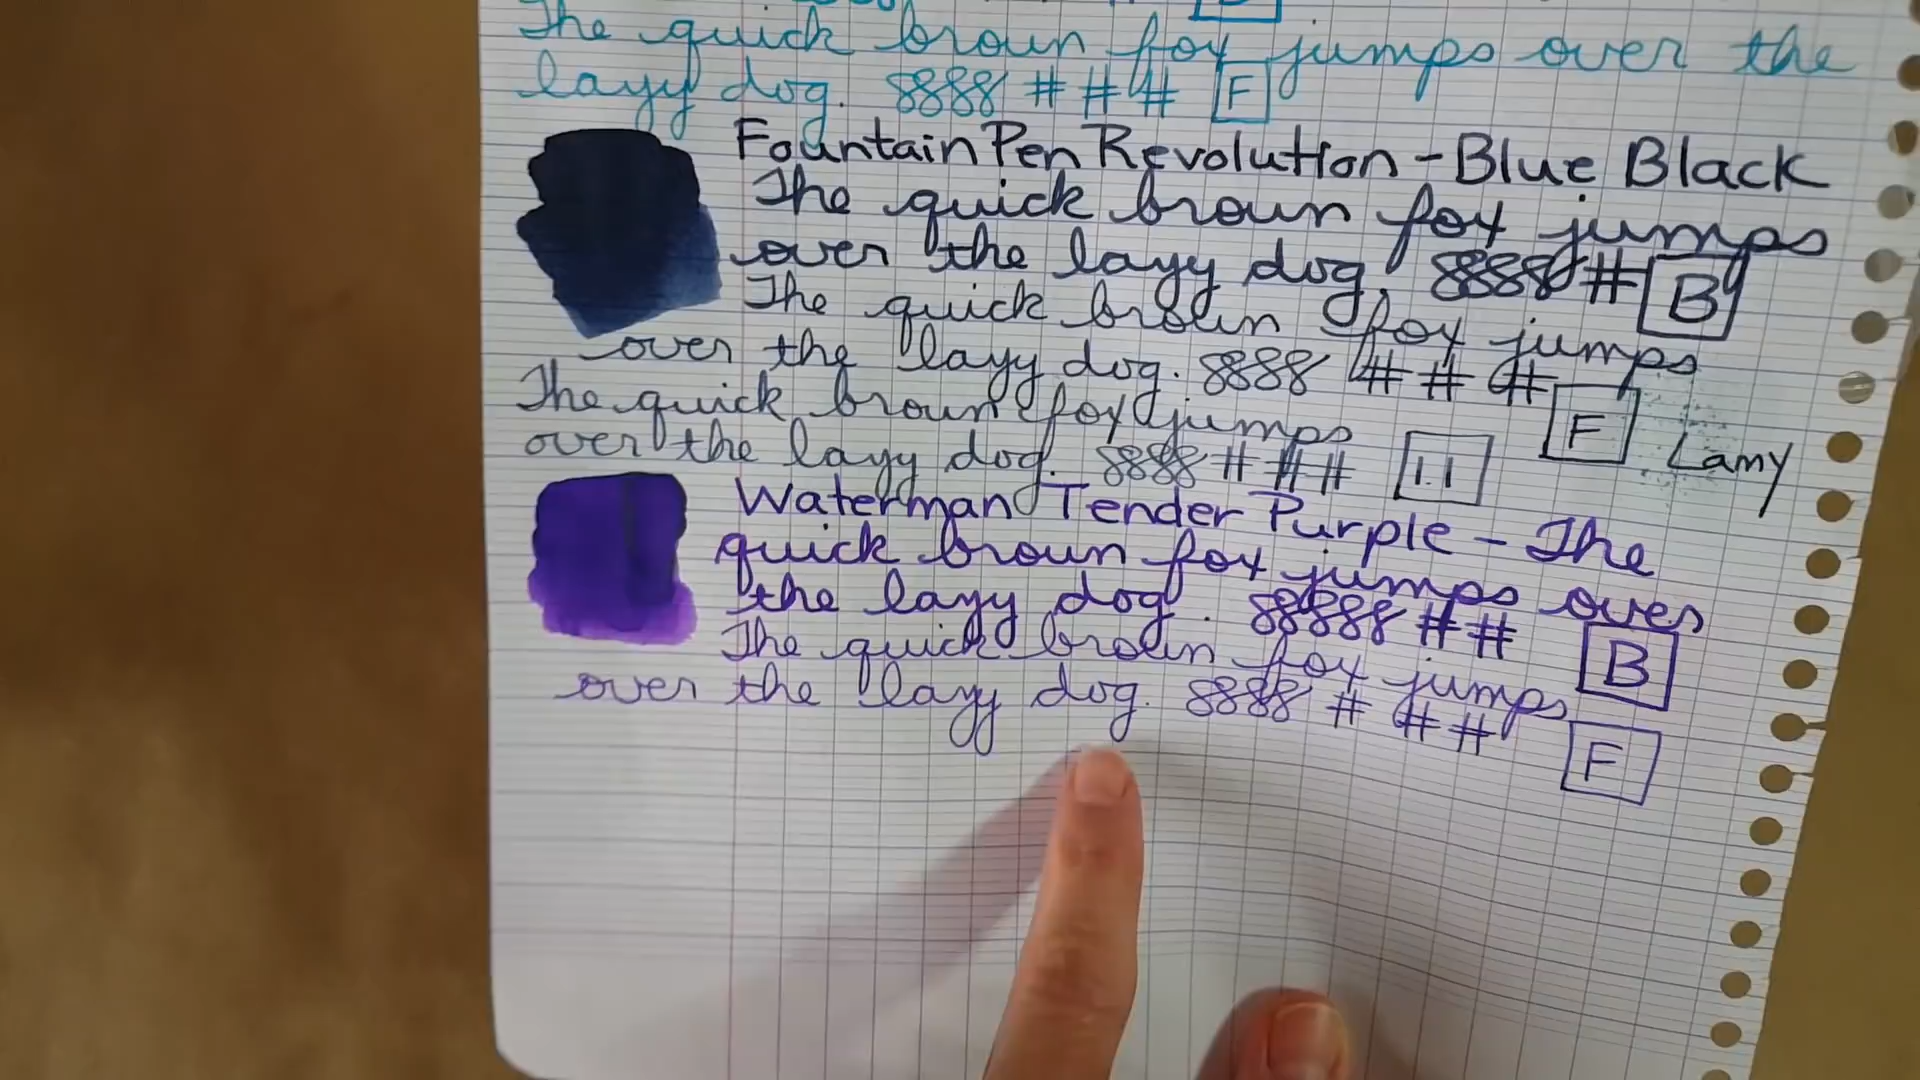 The quick brown fox jumps over the
lazy dog. 8888 # # # F
Fountain Pen Revolution - Blue Black
The quick brown fox jumps
over the lazy dog. 8888 # B
The quick brown fox jumps
over the lazy dog. 8888 # # # F Lamy
The quick brown fox jumps
over the lazy dog. 8888 # # # 1.1
Waterman Tender Purple - The
quick brown fox jumps over
the lazy dog. 88888 # # B
The quick brown fox jumps
over the lazy dog. 8888 # # # F